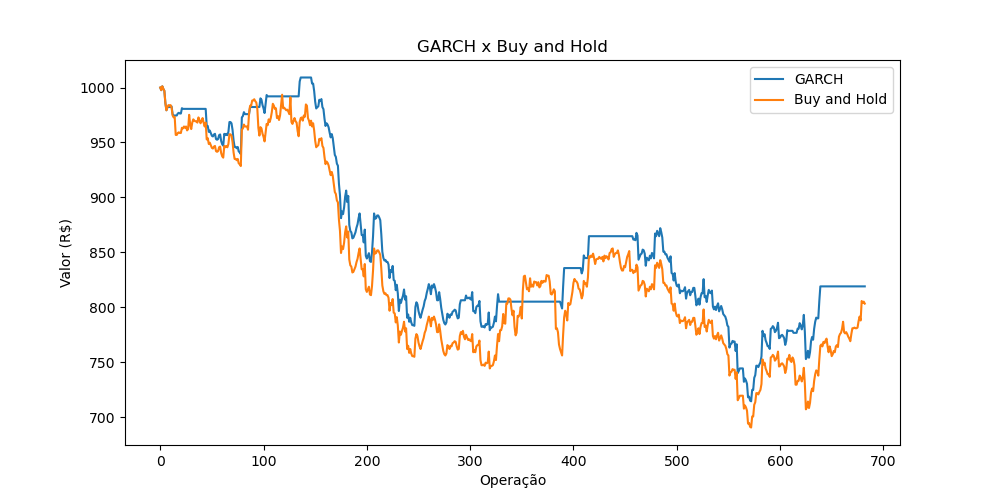 GARCH x Buy and Hold
GARCH
Buy and Hold
Valor (R$)
1000
950
900
850
800
750
700
0 100 200 300 400 500 600 700
Operação